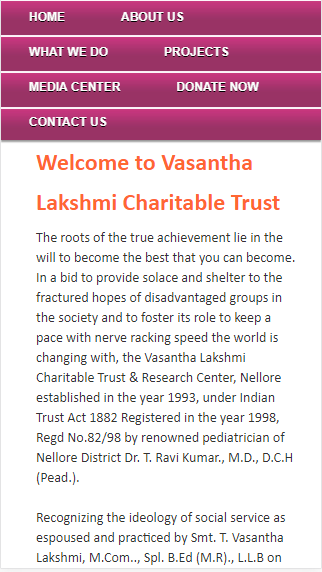 HOME ABOUT US
WHAT WE DO PROJECTS
MEDIA CENTER DONATE NOW
CONTACT US
Welcome to Vasantha
Lakshmi Charitable Trust
The roots of the true achievement lie in the
will to become the best that you can become.
In a bid to provide solace and shelter to the
fractured hopes of disadvantaged groups in
the society and to foster its role to keep a
pace with nerve racking speed the world is
changing with, the Vasantha Lakshmi
Charitable Trust & Research Center, Nellore
established in the year 1993, under Indian
Trust Act 1882 Registered in the year 1998,
Regd No.82/98 by renowned pediatrician of
Nellore District Dr. T. Ravi Kumar., M.D., D.C.H
(Pead.).
Recognizing the ideology of social service as
espoused and practiced by Smt. T. Vasantha
Lakshmi, M.Com.., Spl. B.Ed (M.R)., L.L.B on